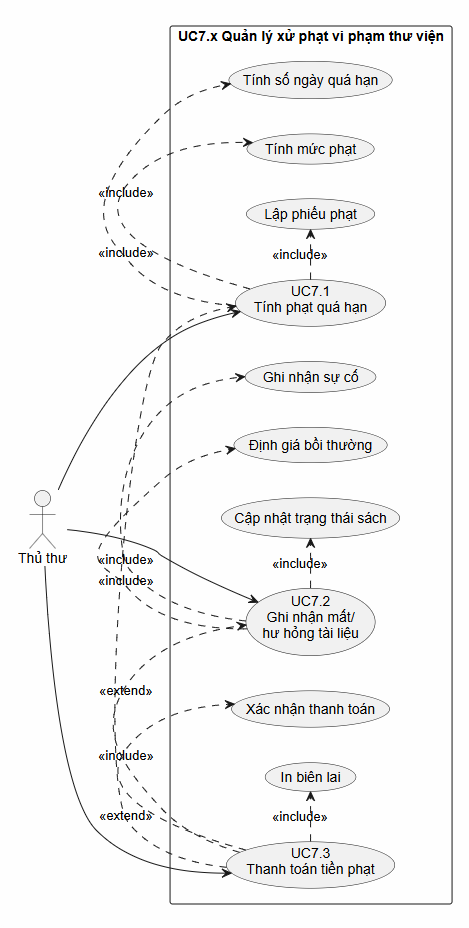 UC7.x Quản lý xử phạt vi phạm thư viện
Tính số ngày quá hạn
Tính mức phạt
«include»
Lập phiếu phạt
«include»
«include»
UC7.1
Tính phạt quá hạn
Ghi nhận sự cố
Định giá bồi thường
Cập nhật trạng thái sách
Thủ thư
«include»
«include»
«include»
UC7.2
Ghi nhận mất/
hư hỏng tài liệu
«extend»
Xác nhận thanh toán
«include»
In biên lai
«extend»
«include»
UC7.3
Thanh toán tiền phạt